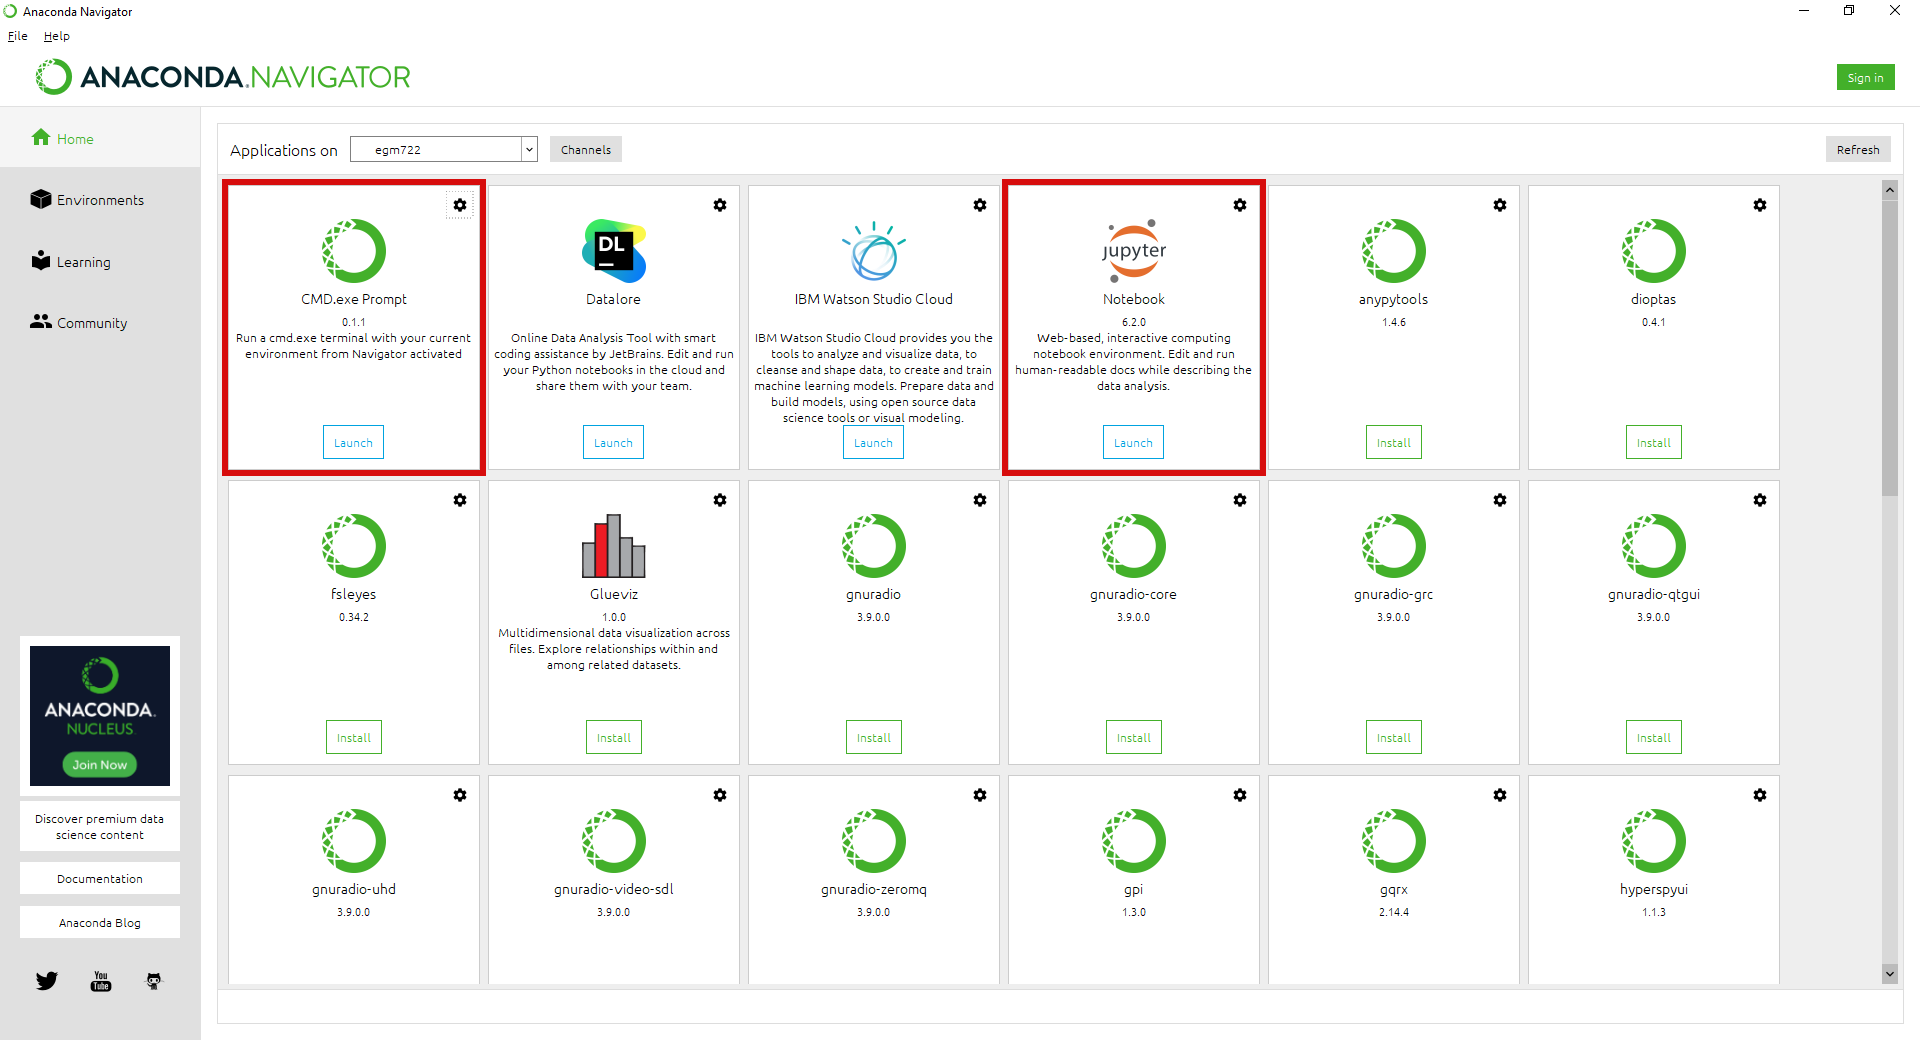 Anaconda Navigator
File Help
ANACONDA.NAVIGATOR
Sign in
Home
Environments
Learning
Community
ANACONDA.
NUCLEUS
Join Now
Discover premium data
science content
Documentation
Anaconda Blog
You
Tube
Applications on egm722 Channels Refresh
CMD.exe Prompt
0.1.1
Run a cmd.exe terminal with your current
environment from Navigator activated
Launch
DL
Datalore
Online Data Analysis Tool with smart
coding assistance by JetBrains. Edit and run
your Python notebooks in the cloud and
share them with your team.
Launch
IBM Watson Studio Cloud
IBM Watson Studio Cloud provides you the
tools to analyze and visualize data, to
cleanse and shape data, to create and train
machine learning models. Prepare data and
build models, using open source data
science tools or visual modeling.
Launch
jupyter
Notebook
6.2.0
Web-based, interactive computing
notebook environment. Edit and run
human-readable docs while describing the
data analysis.
Launch
anypytools
1.4.6
Install
dioptas
0.4.1
Install
fsleyes
0.34.2
Install
Glueviz
1.0.0
Multidimensional data visualization across
files. Explore relationships within and
among related datasets.
Install
gnuradio
3.9.0.0
Install
gnuradio-core
3.9.0.0
Install
gnuradio-grc
3.9.0.0
Install
gnuradio-qtgui
3.9.0.0
Install
gnuradio-uhd
3.9.0.0
gnuradio-video-sdl
3.9.0.0
gnuradio-zeromq
3.9.0.0
gpi
1.3.0
gqrx
2.14.4
hyperspyui
1.1.3